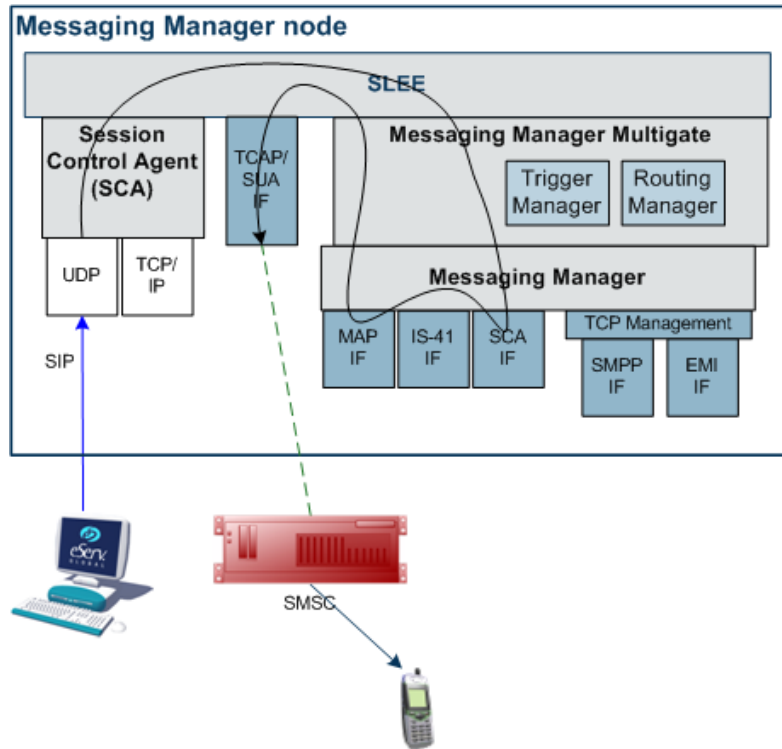 Messaging Manager node
SLEE
Session
Control Agent
(SCA)
TCAP/
SUA
IF
Messaging Manager Multigate
Trigger
Manager
Routing
Manager
UDP
TCP/
IP
Messaging Manager
MAP
IF
IS-41
IF
SCA
IF
TCP Management
SMPP
IF
EMI
IF
SIP
eServ
GLOBAL
SMSC